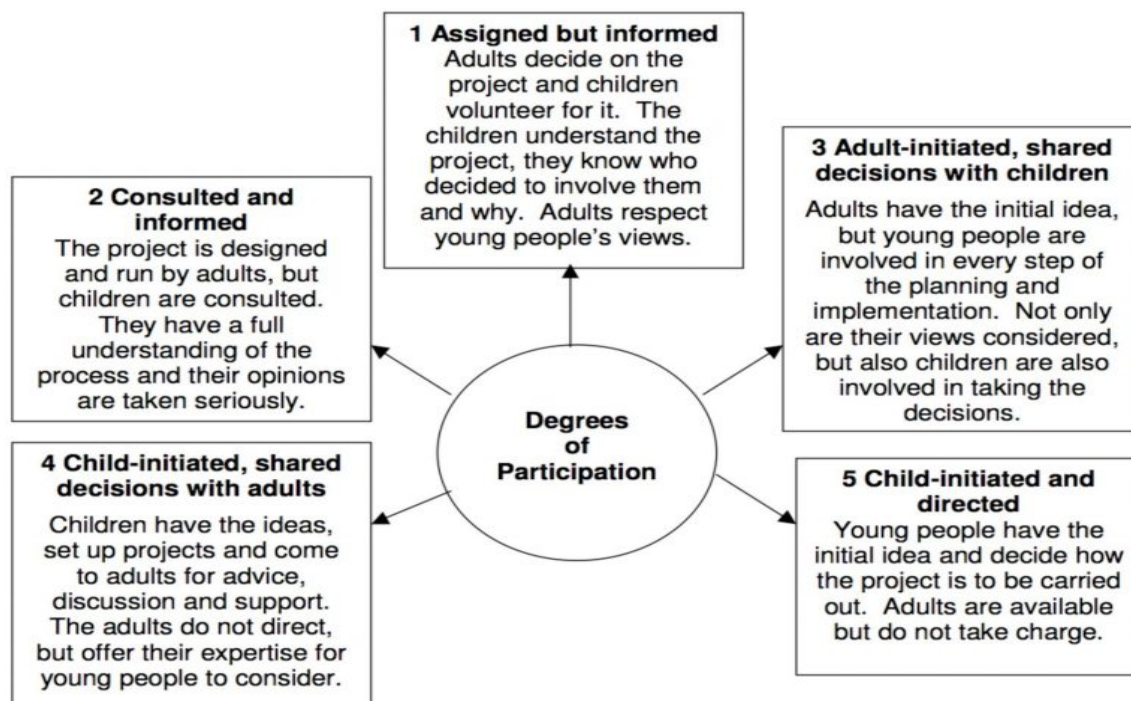 1 Assigned but informed
Adults decide on the
project and children
volunteer for it.  The
children understand the
project, they know who
decided to involve them
and why.  Adults respect
young people's views.
2 Consulted and
informed
The project is designed
and run by adults, but
children are consulted.
They have a full
understanding of the
process and their opinions
are taken seriously.
3 Adult-initiated, shared
decisions with children
Adults have the initial idea,
but young people are
involved in every step of
the planning and
implementation.  Not only
are their views considered,
but also children are also
involved in taking the
decisions.
Degrees
of
Participation
4 Child-initiated, shared
decisions with adults
Children have the ideas,
set up projects and come
to adults for advice,
discussion and support.
The adults do not direct,
but offer their expertise for
young people to consider.
5 Child-initiated and
directed
Young people have the
initial idea and decide how
the project is to be carried
out.  Adults are available
but do not take charge.